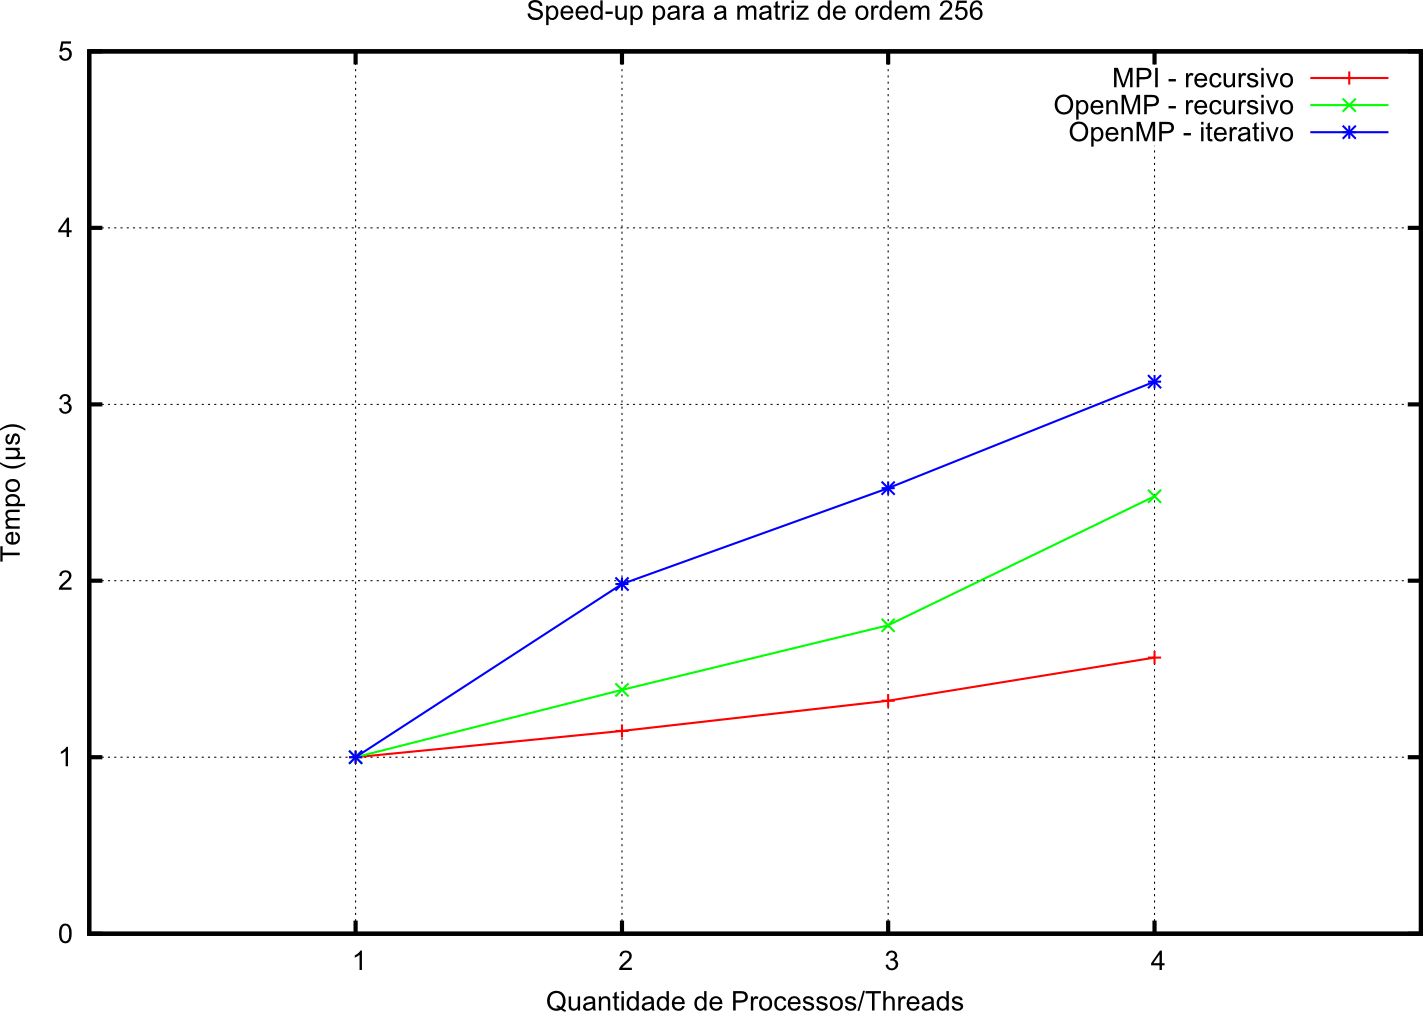 Speed-up para a matriz de ordem 256
5
4
3
2
1
0
Tempo (µs)
MPI - recursivo
OpenMP - recursivo
OpenMP - iterativo
1 2 3 4
Quantidade de Processos/Threads